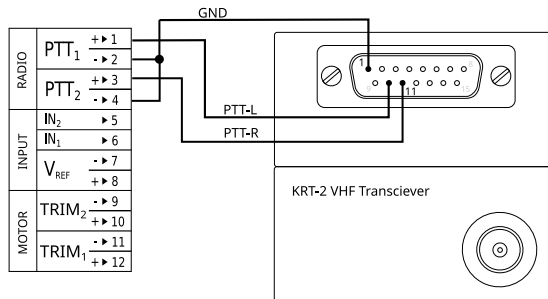 GND
RADIO
PTT1
+ ▸ 1
- ▸ 2
PTT2
+ ▸ 3
- ▸ 4
INPUT
IN2
▸ 5
IN1
▸ 6
VREF
- ▸ 7
+ ▸ 8
MOTOR
TRIM2
- ▸ 9
+ ▸ 10
TRIM1
- ▸ 11
+ ▸ 12
PTT-L
PTT-R
1
8
9
11
15
KRT-2 VHF Transciever